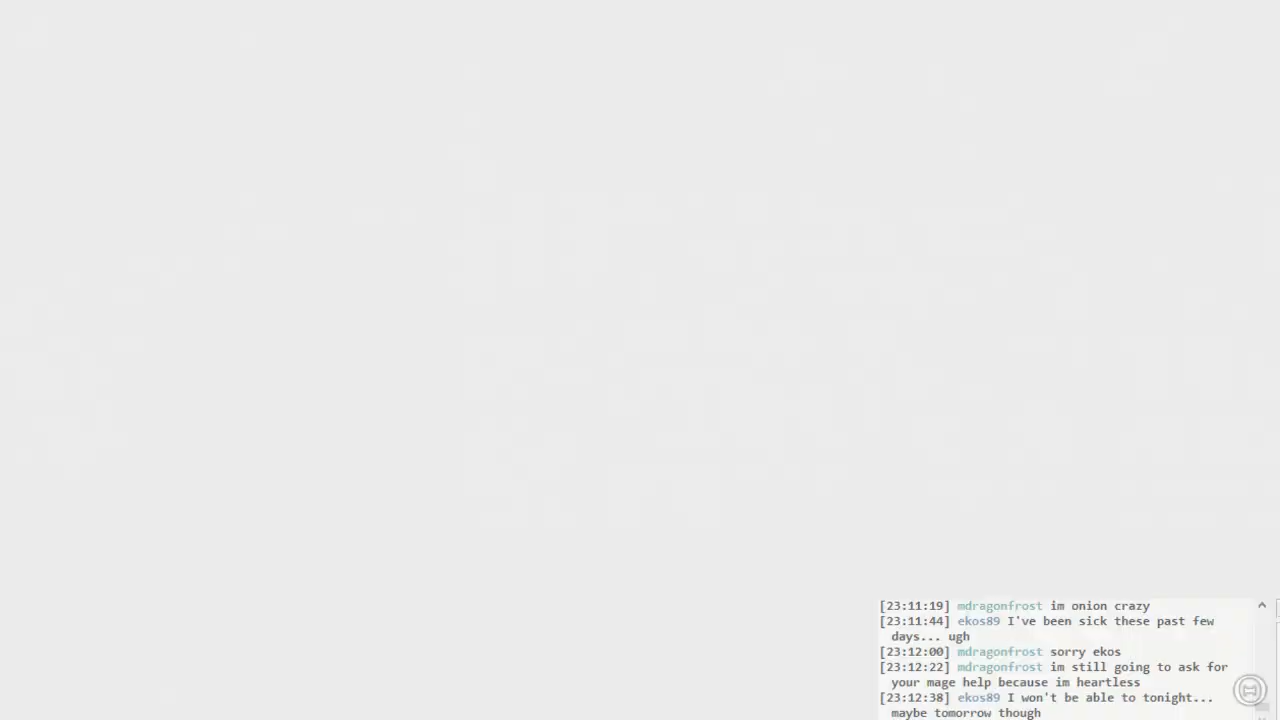 [23:11:19] mdragonfrost im onion crazy
[23:11:44] ekos89 I've been sick these past few
days... ugh
[23:12:00] mdragonfrost sorry ekos
[23:12:22] mdragonfrost im still going to ask for
your mage help because im heartless
[23:12:38] ekos89 I won't be able to tonight...
maybe tomorrow though